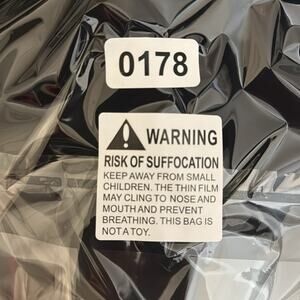 0178
WARNING
RISK OF SUFFOCATION
KEEP AWAY FROM SMALL
CHILDREN. THE THIN FILM
MAY CLING TO NOSE AND
MOUTH AND PREVENT
BREATHING. THIS BAG IS
NOT A TOY.